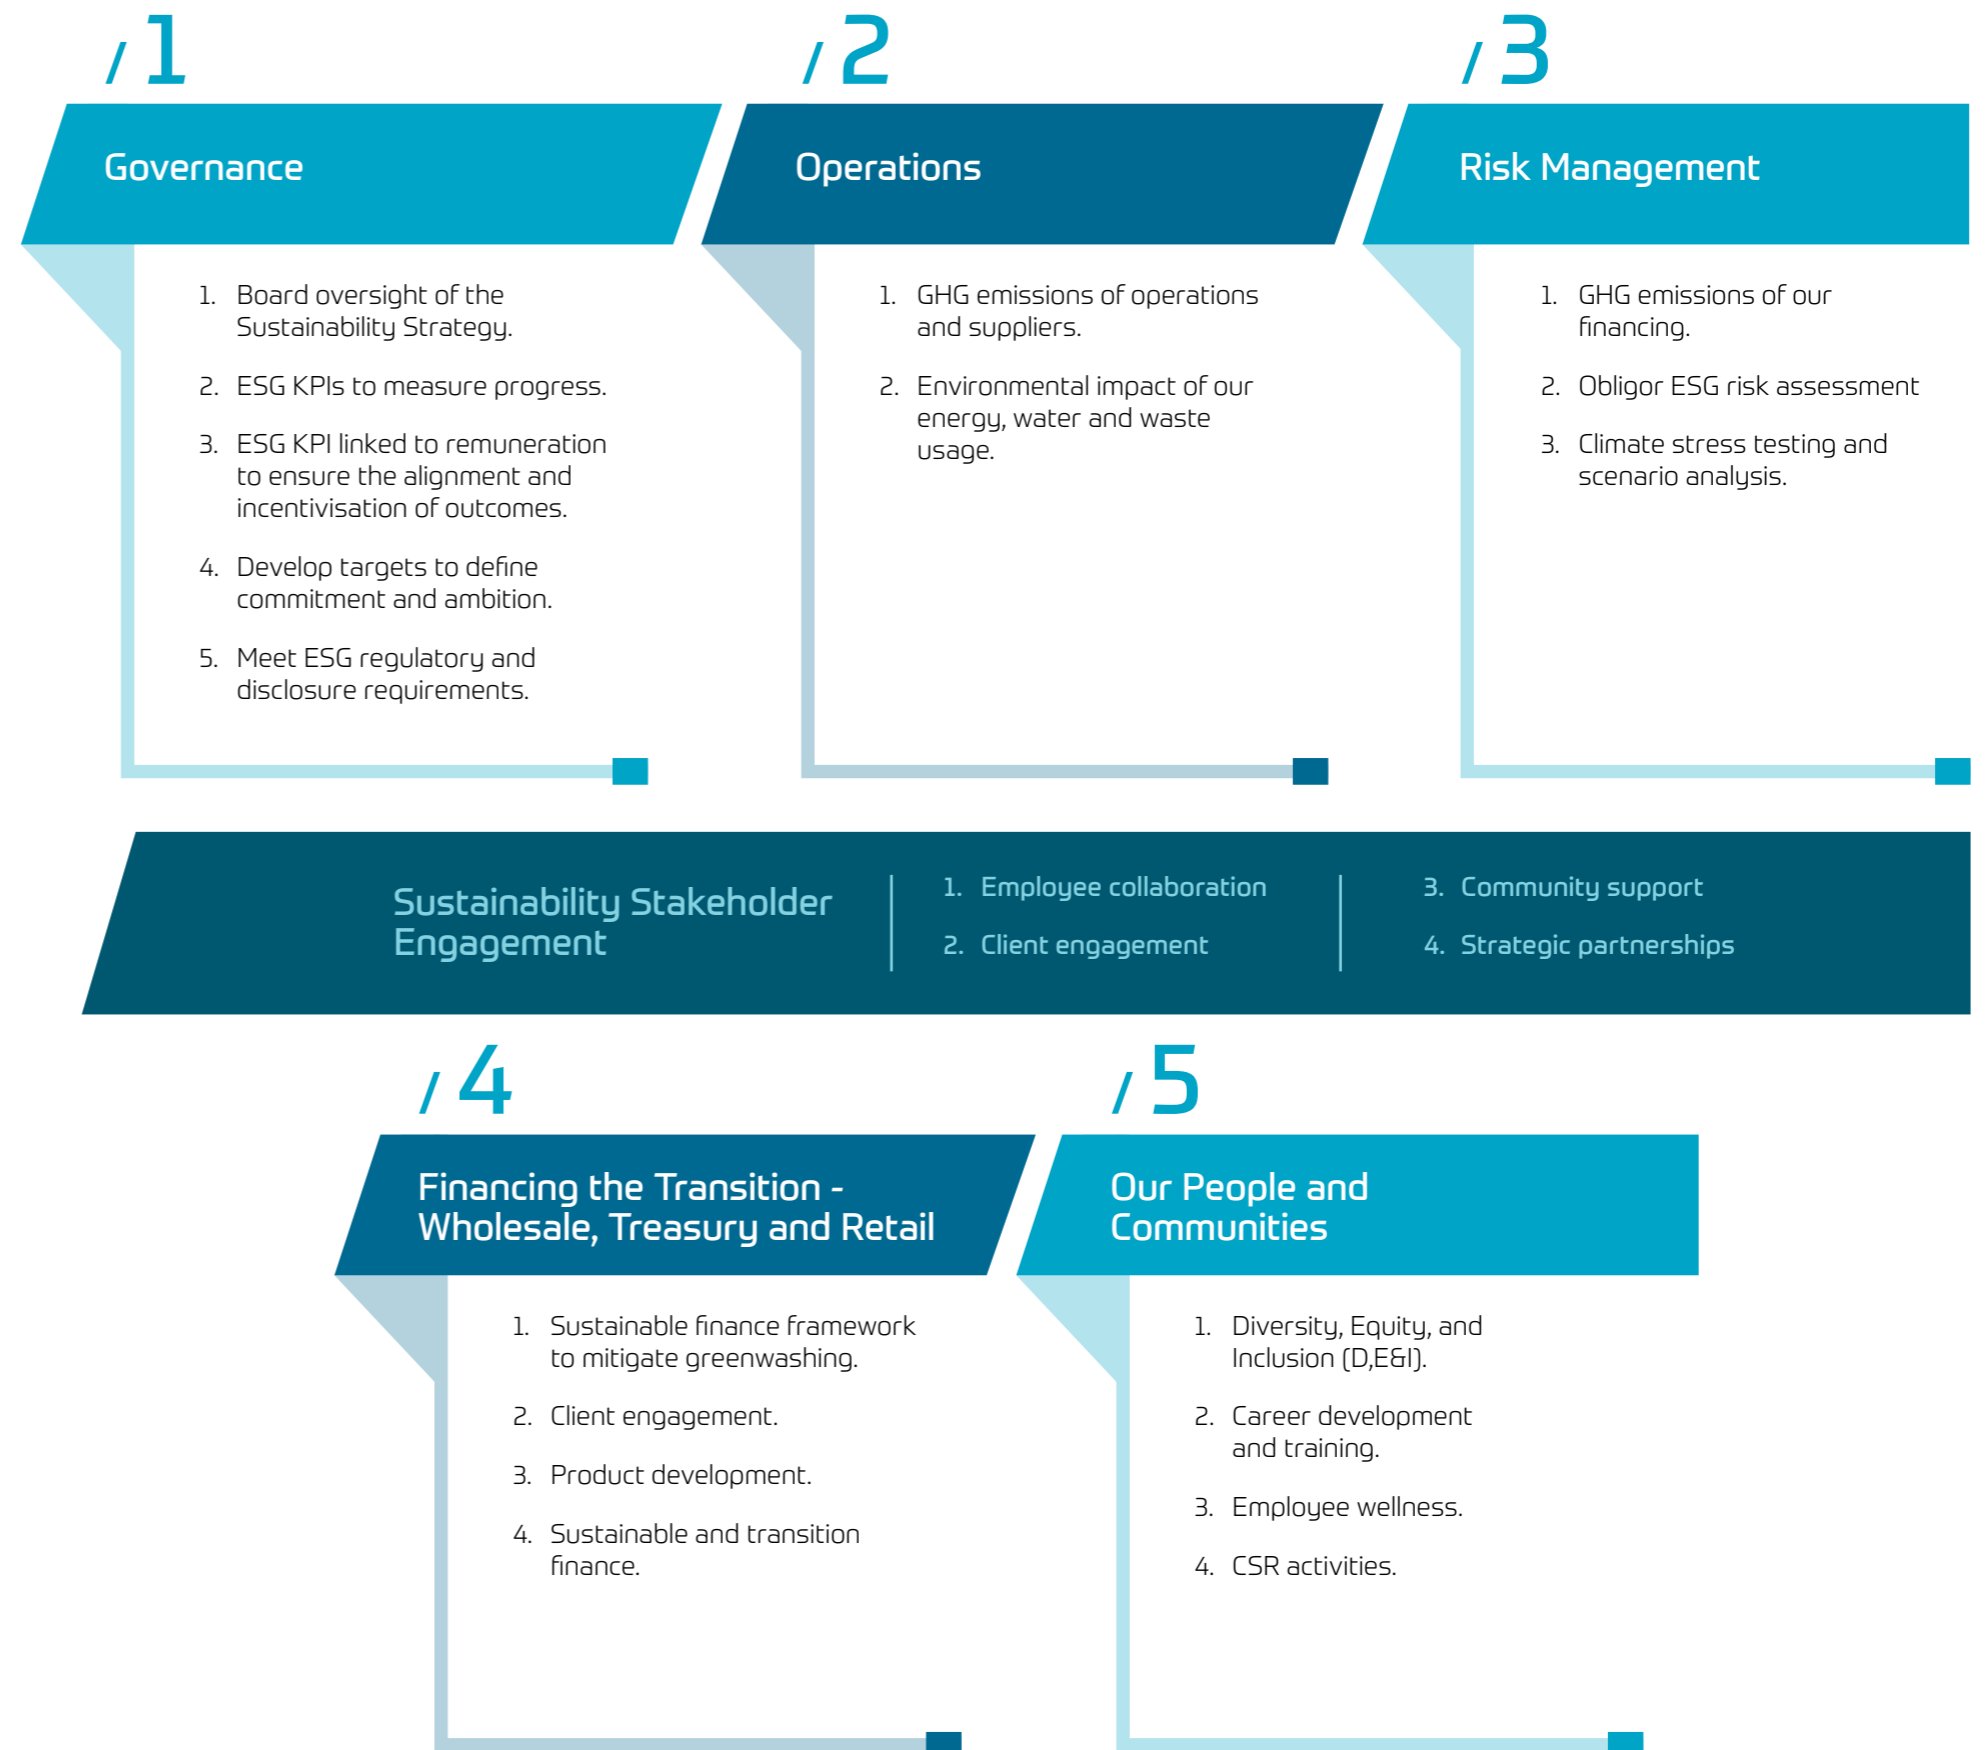 / 1
Governance
1. Board oversight of the
Sustainability Strategy.
2. ESG KPIs to measure progress.
3. ESG KPI linked to remuneration
to ensure the alignment and
incentivisation of outcomes.
4. Develop targets to define
commitment and ambition.
5. Meet ESG regulatory and
disclosure requirements.
/ 2
Operations
1. GHG emissions of operations
and suppliers.
2. Environmental impact of our
energy, water and waste
usage.
/ 3
Risk Management
1. GHG emissions of our
financing.
2. Obligor ESG risk assessment
3. Climate stress testing and
scenario analysis.
Sustainability Stakeholder
Engagement
1. Employee collaboration
2. Client engagement
3. Community support
4. Strategic partnerships
/ 4
Financing the Transition -
Wholesale, Treasury and Retail
1. Sustainable finance framework
to mitigate greenwashing.
2. Client engagement.
3. Product development.
4. Sustainable and transition
finance.
/ 5
Our People and
Communities
1. Diversity, Equity, and
Inclusion (D,E&I).
2. Career development
and training.
3. Employee wellness.
4. CSR activities.